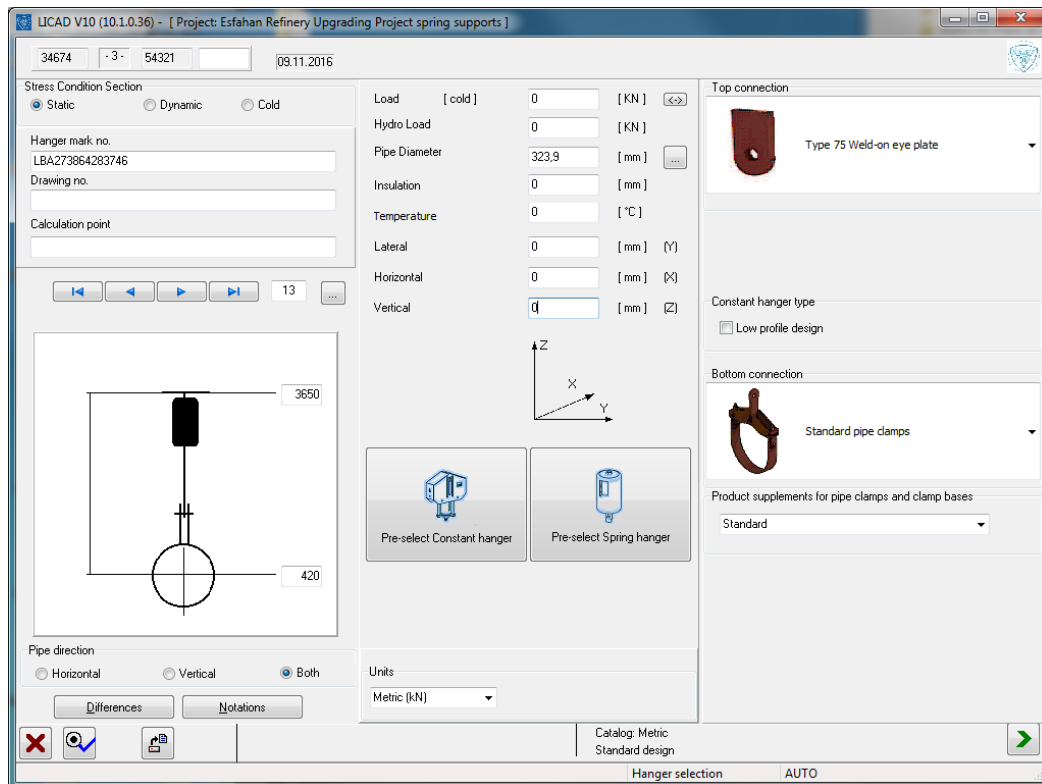 LICAD V10 (10.1.0.36) - [ Project: Esfahan Refinery Upgrading Project spring supports ]
34674 - 3 - 54321 09.11.2016
Stress Condition Section
Static Dynamic Cold
Hanger mark no.
LBA273864283746
Drawing no.
Calculation point
13 ...
3650
420
Pipe direction
Horizontal Vertical Both
Differences Notations
Load [ cold ] 0 [ KN ] <->
Hydro Load 0 [ KN ]
Pipe Diameter 323,9 [ mm ] ...
Insulation 0 [ mm ]
Temperature 0 [ °C ]
Lateral 0 [ mm ] (Y)
Horizontal 0 [ mm ] (X)
Vertical 0 [ mm ] (Z)
Z
X
Y
Pre-select Constant hanger Pre-select Spring hanger
Units
Metric (kN)
Top connection
Type 75 Weld-on eye plate
Constant hanger type
Low profile design
Bottom connection
Standard pipe clamps
Product supplements for pipe clamps and clamp bases
Standard
Catalog: Metric
Standard design
Hanger selection AUTO